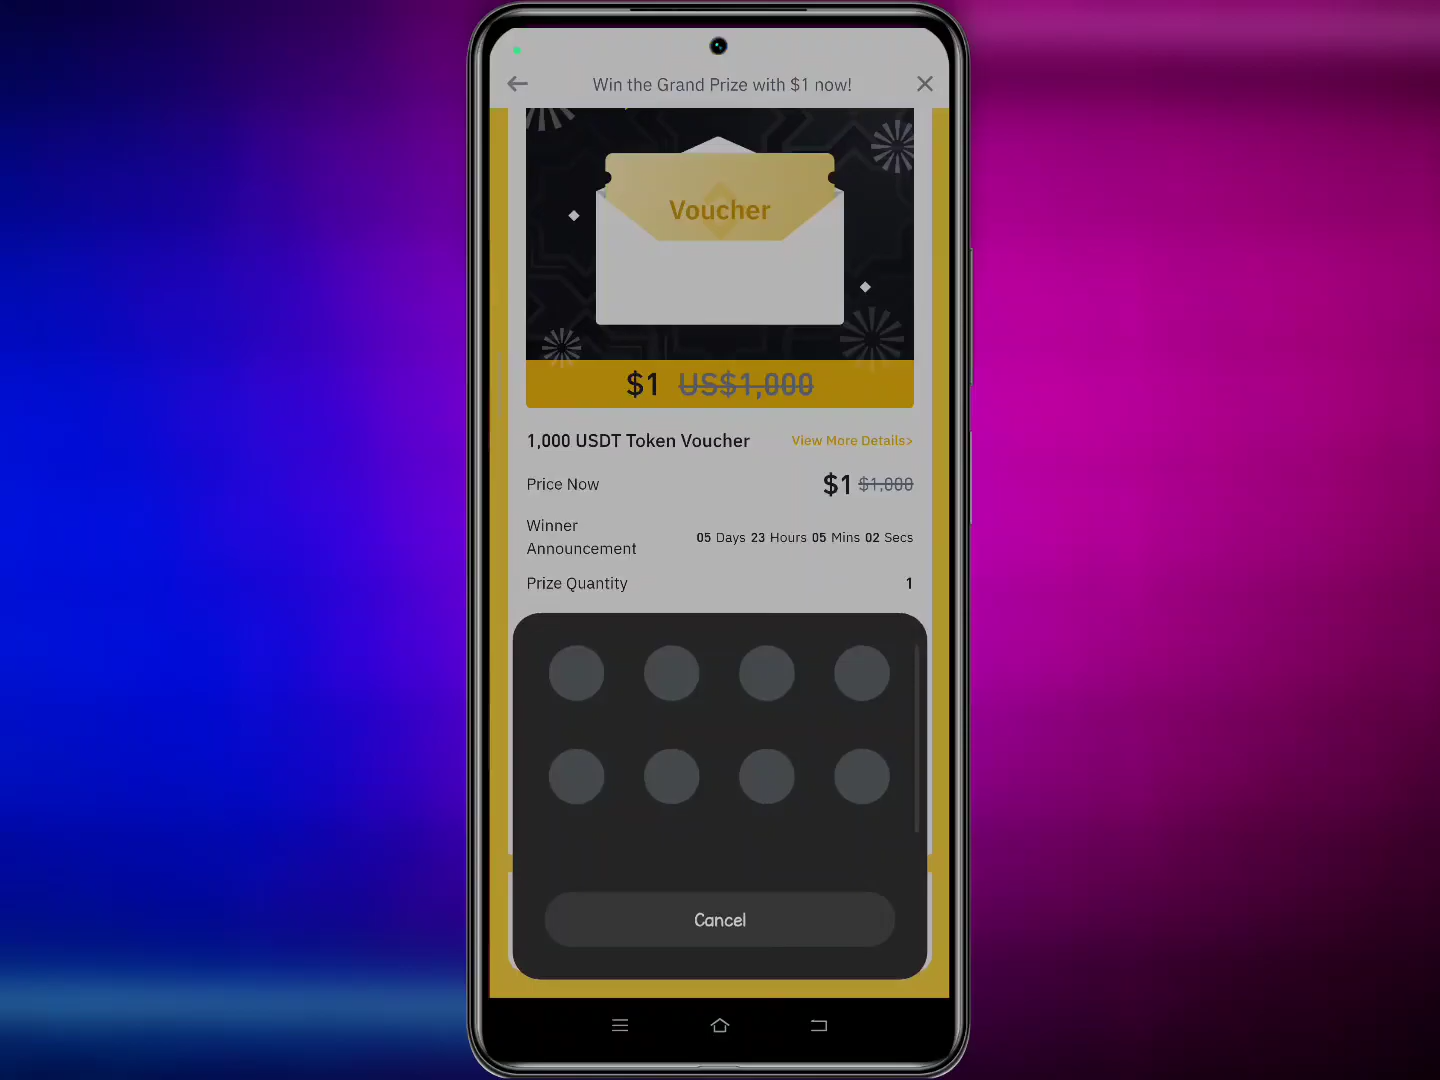 Win the Grand Prize with $1 now!
Voucher
$1 US$1,000
1,000 USDT Token Voucher View More Details>
Price Now $1 $1,000
Winner
Announcement 05 Days 23 Hours 05 Mins 02 Secs
Prize Quantity 1
Cancel